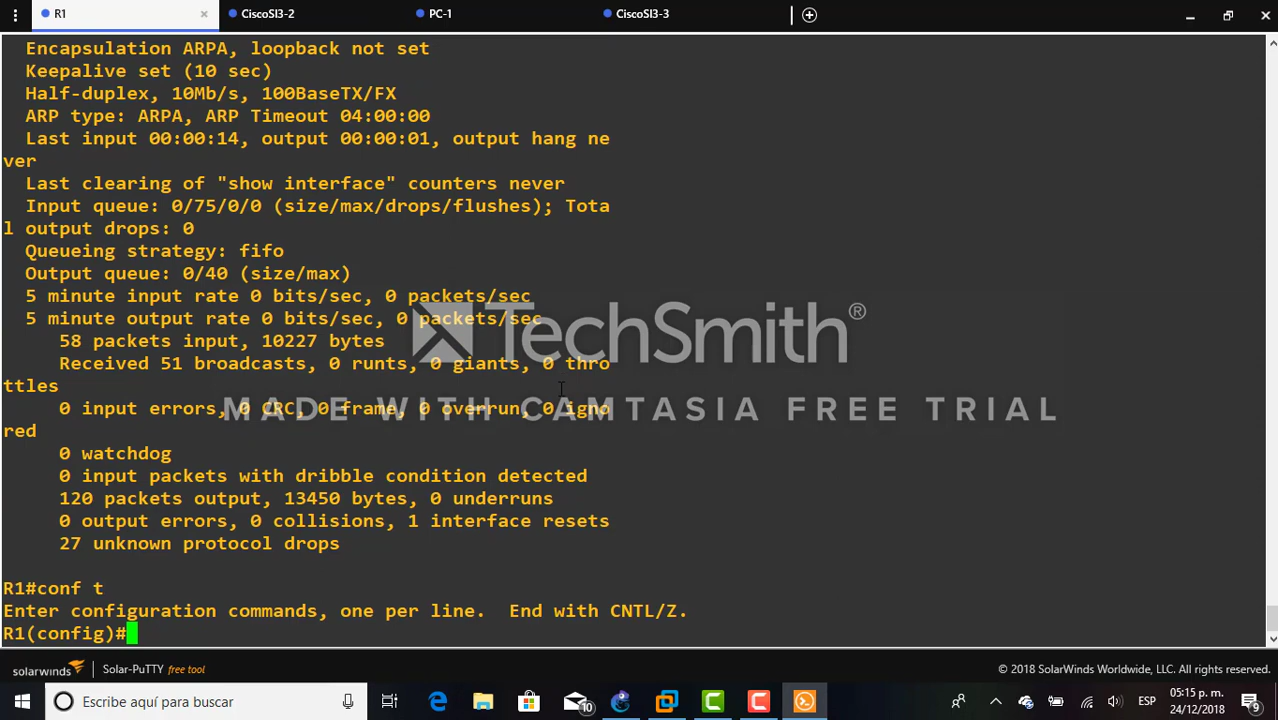 R1
CiscoSI3-2
PC-1
CiscoSI3-3
Encapsulation ARPA, loopback not set
Keepalive set (10 sec)
Half-duplex, 10Mb/s, 100BaseTX/FX
ARP type: ARPA, ARP Timeout 04:00:00
Last input 00:00:14, output 00:00:01, output hang ne
ver
Last clearing of "show interface" counters never
Input queue: 0/75/0/0 (size/max/drops/flushes); Tota
l output drops: 0
Queueing strategy: fifo
Output queue: 0/40 (size/max)
5 minute input rate 0 bits/sec, 0 packets/sec
5 minute output rate 0 bits/sec, 0 packets/sec
58 packets input, 10227 bytes
Received 51 broadcasts, 0 runts, 0 giants, 0 thro
ttles
0 input errors, 0 CRC, 0 frame, 0 overrun, 0 igno
red
0 watchdog
0 input packets with dribble condition detected
120 packets output, 13450 bytes, 0 underruns
0 output errors, 0 collisions, 1 interface resets
27 unknown protocol drops
R1#conf t
Enter configuration commands, one per line.  End with CNTL/Z.
R1(config)#
TechSmith®
MADE WITH CAMTASIA FREE TRIAL
solarwinds
Solar-PuTTY free tool
© 2018 SolarWinds Worldwide, LLC. All rights reserved.
Escribe aquí para buscar
10
ESP
05:15 p. m.
24/12/2018
9